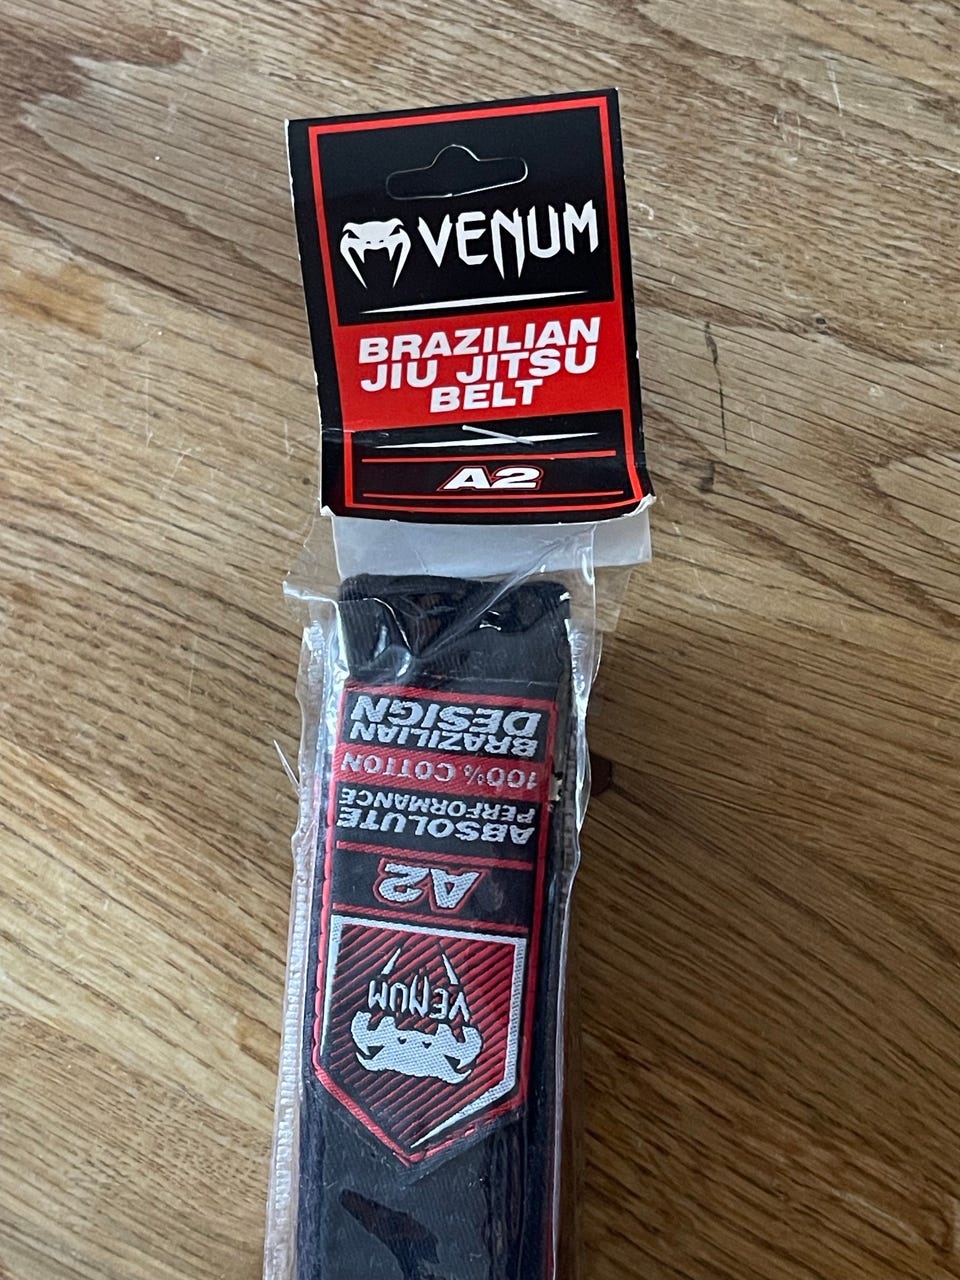 VENUM
BRAZILIAN
JIU JITSU
BELT
A2
VENUM
A2
ABSOLUTE
PERFORMANCE
100% COTTON
BRAZILIAN
DESIGN